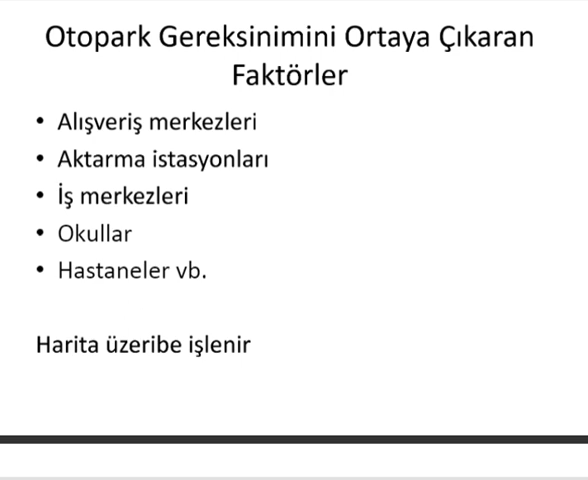 Otopark Gereksinimini Ortaya Çıkaran
Faktörler
• Alışveriş merkezleri
• Aktarma istasyonları
• İş merkezleri
• Okullar
• Hastaneler vb.
Harita üzeribe işlenir